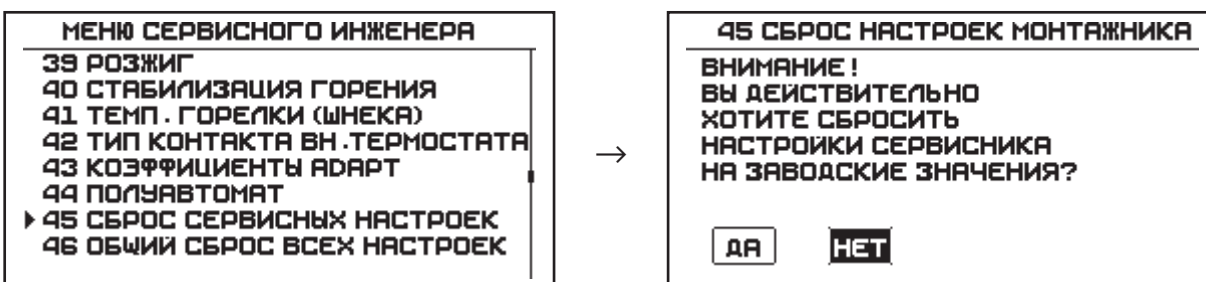 МЕНЮ СЕРВИСНОГО ИНЖЕНЕРА
39 РОЗЖИГ
40 СТАБИЛИЗАЦИЯ ГОРЕНИЯ
41 ТЕМП. ГОРЕЛКИ (ШНЕКА)
42 ТИП КОНТАКТА ВН.ТЕРМОСТАТА
43 КОЭФФИЦИЕНТЫ ADAPT
44 ПОЛУАВТОМАТ
45 СБРОС СЕРВИСНЫХ НАСТРОЕК
46 ОБЩИЙ СБРОС ВСЕХ НАСТРОЕК
→
45 СБРОС НАСТРОЕК МОНТАЖНИКА
ВНИМАНИЕ!
ВЫ ДЕЙСТВИТЕЛЬНО
ХОТИТЕ СБРОСИТЬ
НАСТРОЙКИ СЕРВИСНИКА
НА ЗАВОДСКИЕ ЗНАЧЕНИЯ?
ДА НЕТ